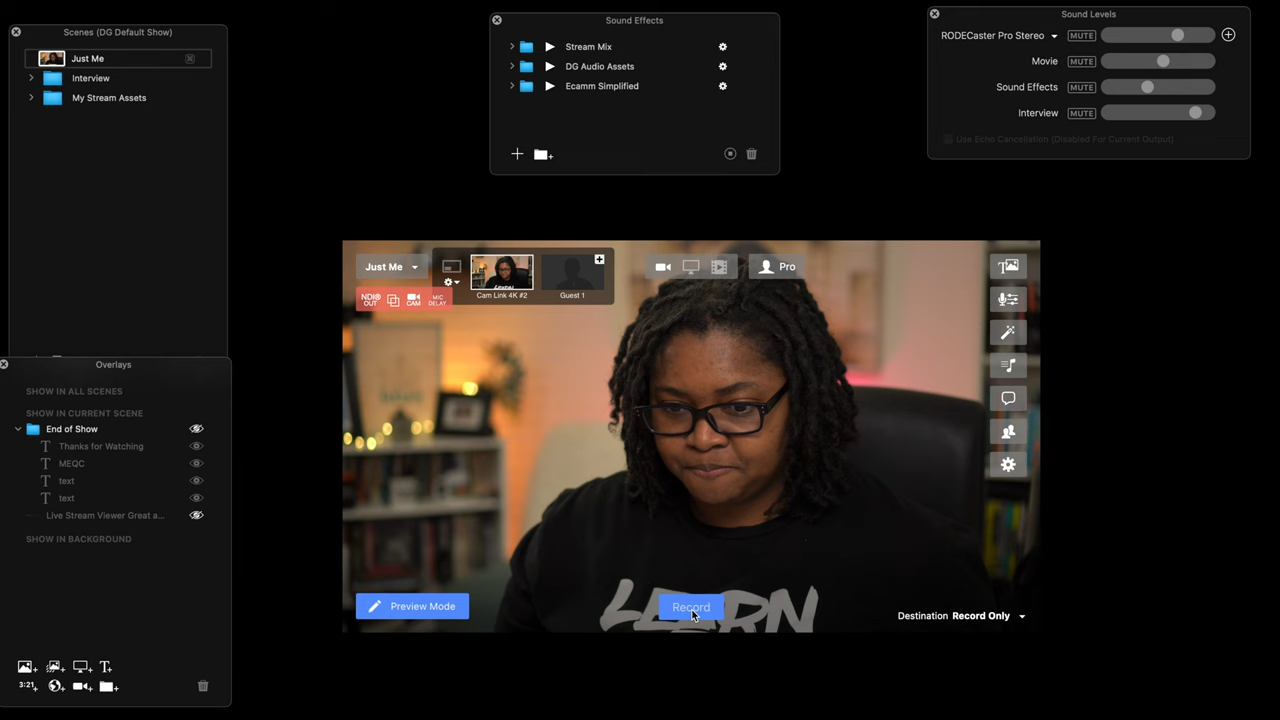 Scenes (DG Default Show)
Just Me
Interview
My Stream Assets
Sound Effects
Stream Mix
DG Audio Assets
Ecamm Simplified
Sound Levels
RODECaster Pro Stereo
MUTE
Movie
MUTE
Sound Effects
MUTE
Interview
MUTE
Use Echo Cancellation (Disabled For Current Output)
Just Me
Cam Link 4K #2
Guest 1
Pro
NDI® OUT
CAM
MIC DELAY
LEARN
LEARN
Preview Mode
Record
Destination Record Only
Overlays
SHOW IN ALL SCENES
SHOW IN CURRENT SCENE
End of Show
Thanks for Watching
MEQC
text
text
Live Stream Viewer Great a...
SHOW IN BACKGROUND
3:21+